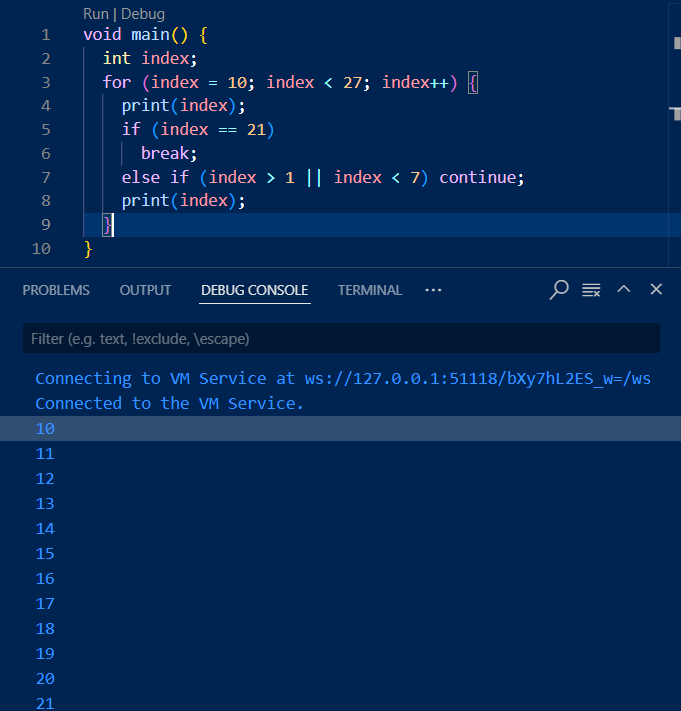 Run | Debug
1 void main() {
2 int index;
3 for (index = 10; index < 27; index++) {
4 print(index);
5 if (index == 21)
6 break;
7 else if (index > 1 || index < 7) continue;
8 print(index);
9 }
10 }
PROBLEMS OUTPUT DEBUG CONSOLE TERMINAL ···
Filter (e.g. text, !exclude, \escape)
Connecting to VM Service at ws://127.0.0.1:51118/bXy7hL2ES_w=/ws
Connected to the VM Service.
10
11
12
13
14
15
16
17
18
19
20
21